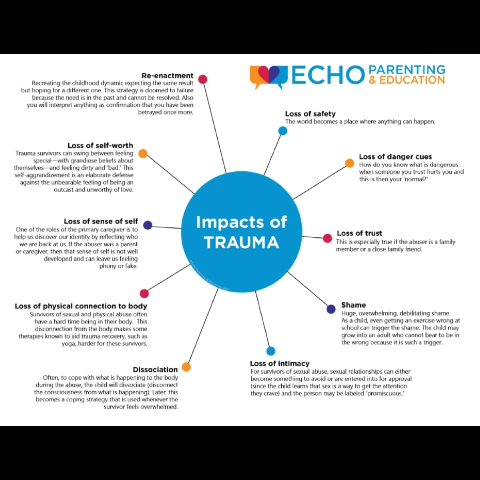 ECHO PARENTING
& EDUCATION
Re-enactment
Recreating the childhood dynamic expecting the same result
but hoping for a different one. This strategy is doomed to failure
because the need is in the past and cannot be resolved. Also
you will interpret anything as confirmation that you have been
betrayed once more.
Loss of safety
The world becomes a place where anything can happen.
Loss of self-worth
Trauma survivors can swing between feeling
special—with grandiose beliefs about
themselves—and feeling dirty and 'bad.' This
self-aggrandizement is an elaborate defense
against the unbearable feeling of being an
outcast and unworthy of love.
Loss of danger cues
How do you know what is dangerous
when someone you trust hurts you and
this is then your 'normal?'
Loss of sense of self
One of the roles of the primary caregiver is to
help us discover our identity by reflecting who
we are back at us. If the abuser was a parent
or caregiver, then that sense of self is not well
developed and can leave us feeling
phony or fake.
Impacts of
TRAUMA
Loss of trust
This is especially true if the abuser is a family
member or a close family friend.
Loss of physical connection to body
Survivors of sexual and physical abuse often
have a hard time being in their body. This
disconnection from the body makes some
therapies known to aid trauma recovery, such as
yoga, harder for these survivors.
Shame
Huge, overwhelming, debilitating shame.
As a child, even getting an exercise wrong at
school can trigger the shame. The child may
grow into an adult who cannot bear to be in
the wrong because it is such a trigger.
Dissociation
Often, to cope with what is happening to the body
during the abuse, the child will dissociate (disconnect
the consciousness from what is happening). Later, this
becomes a coping strategy that is used whenever the
survivor feels overwhelmed.
Loss of Intimacy
For survivors of sexual abuse, sexual relationships can either
become something to avoid or are entered into for approval
(since the child learns that sex is a way to get the attention
they crave) and the person may be labeled 'promiscuous.'